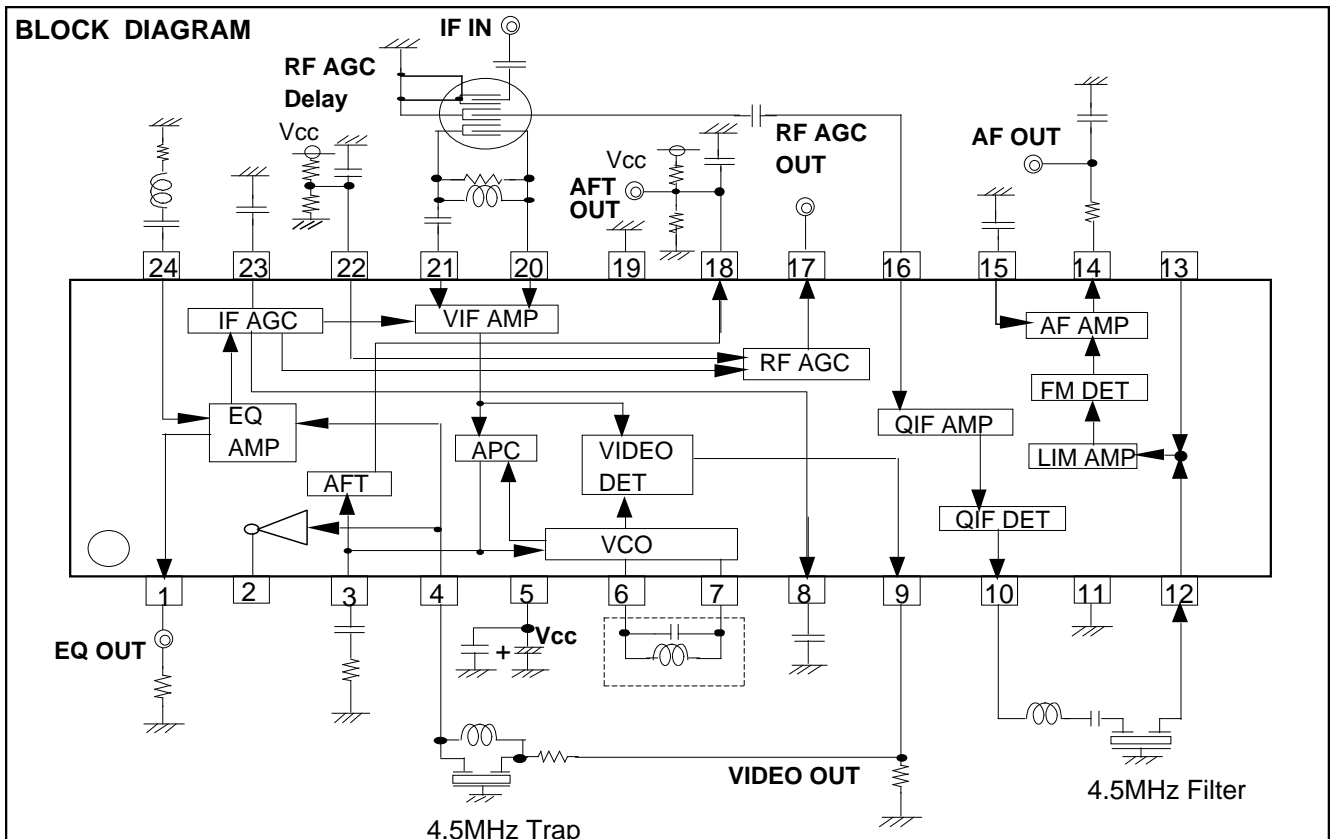 BLOCK DIAGRAM
IF IN
RF AGC
Delay
Vcc
Vcc
AFT
OUT
RF AGC
OUT
AF OUT
24
23
22
21
20
19
18
17
16
15
14
13
IF AGC
VIF AMP
RF AGC
AF AMP
FM DET
LIM AMP
EQ
AMP
APC
VIDEO
DET
QIF AMP
AFT
VCO
QIF DET
1
2
3
4
5
6
7
8
9
10
11
12
EQ OUT
+
Vcc
VIDEO OUT
4.5MHz Filter
4.5MHz Trap